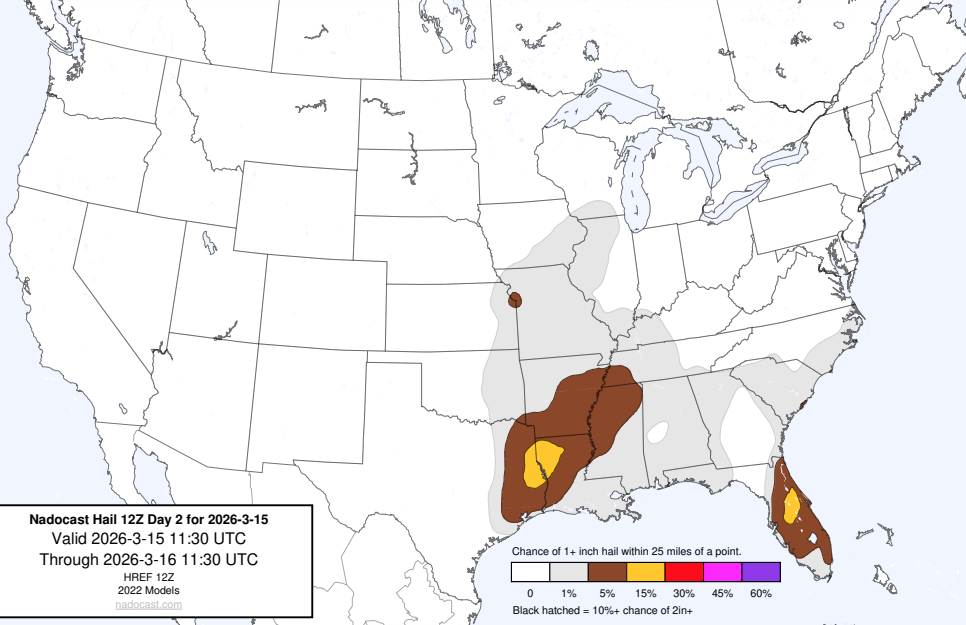 Nadocast Hail 12Z Day 2 for 2026-3-15
Valid 2026-3-15 11:30 UTC
Through 2026-3-16 11:30 UTC
HREF 12Z
2022 Models
nadocast.com
Chance of 1+ inch hail within 25 miles of a point.
0 1% 5% 15% 30% 45% 60%
Black hatched = 10%+ chance of 2in+